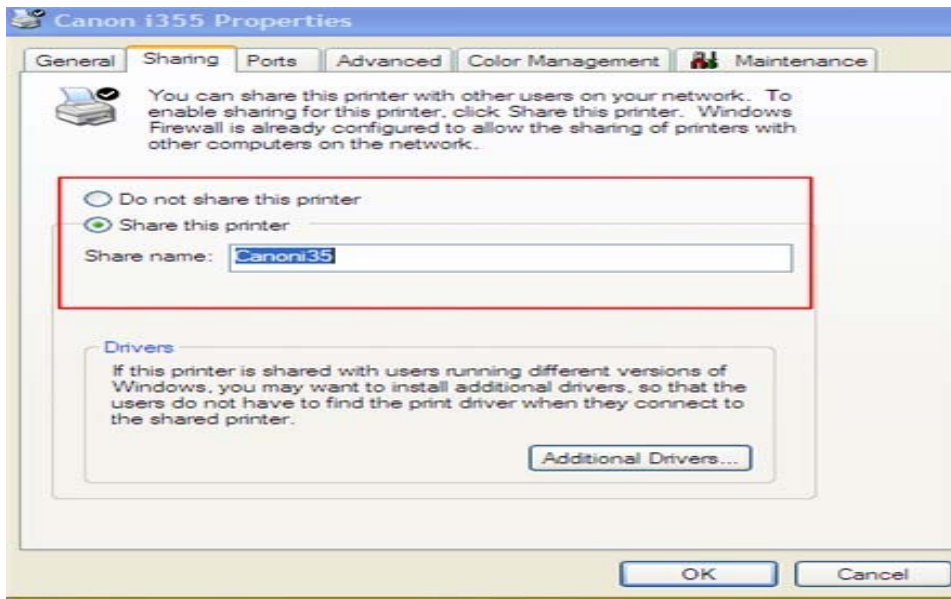 Canon i355 Properties
General Sharing Ports Advanced Color Management Maintenance
You can share this printer with other users on your network. To
enable sharing for this printer, click Share this printer. Windows
Firewall is already configured to allow the sharing of printers with
other computers on the network.
Do not share this printer
Share this printer
Share name: Canoni35
Drivers
If this printer is shared with users running different versions of
Windows, you may want to install additional drivers, so that the
users do not have to find the print driver when they connect to
the shared printer.
Additional Drivers...
OK Cancel